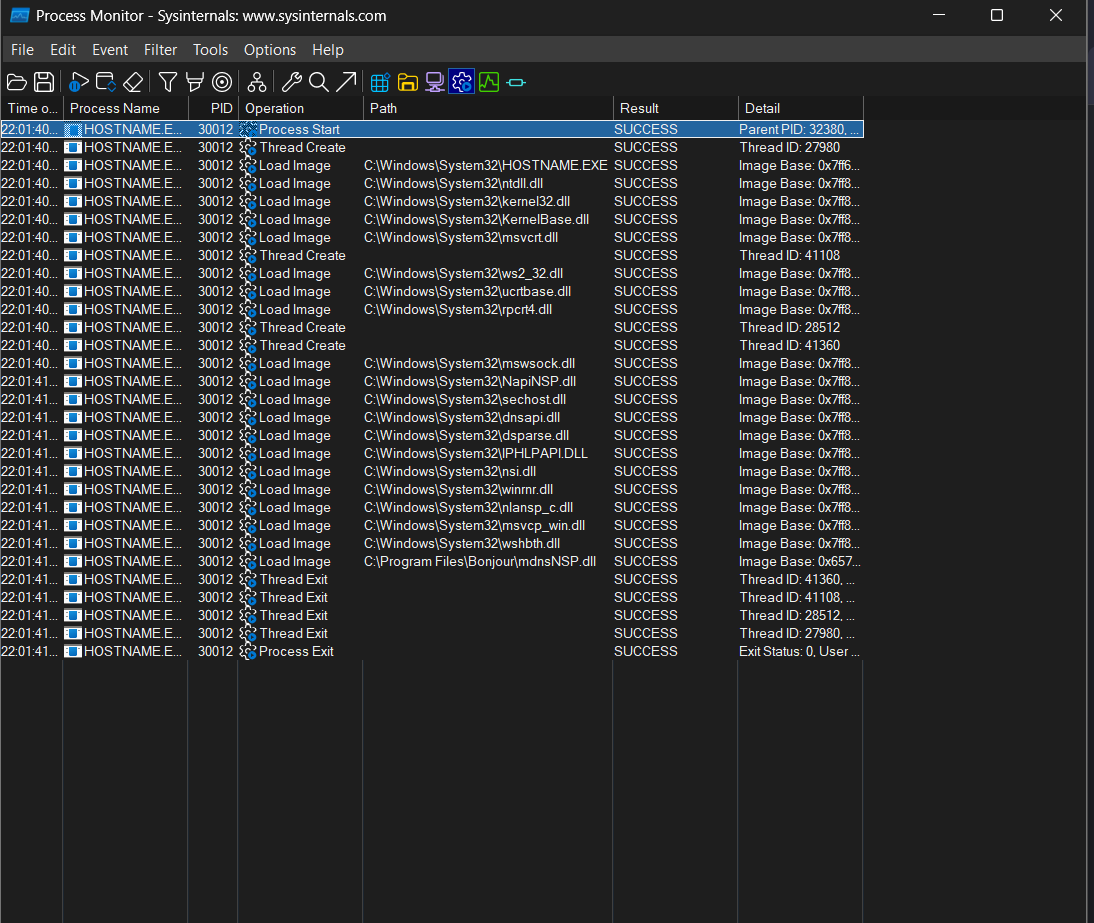 Process Monitor - Sysinternals: www.sysinternals.com
File Edit Event Filter Tools Options Help
Time o... Process Name PID Operation Path Result Detail
22:01:40... HOSTNAME.E... 30012 Process Start SUCCESS Parent PID: 32380, ...
22:01:40... HOSTNAME.E... 30012 Thread Create SUCCESS Thread ID: 27980
22:01:40... HOSTNAME.E... 30012 Load Image C:\Windows\System32\HOSTNAME.EXE SUCCESS Image Base: 0x7ff6...
22:01:40... HOSTNAME.E... 30012 Load Image C:\Windows\System32\ntdll.dll SUCCESS Image Base: 0x7ff8...
22:01:40... HOSTNAME.E... 30012 Load Image C:\Windows\System32\kernel32.dll SUCCESS Image Base: 0x7ff8...
22:01:40... HOSTNAME.E... 30012 Load Image C:\Windows\System32\KernelBase.dll SUCCESS Image Base: 0x7ff8...
22:01:40... HOSTNAME.E... 30012 Load Image C:\Windows\System32\msvcrt.dll SUCCESS Image Base: 0x7ff8...
22:01:40... HOSTNAME.E... 30012 Thread Create SUCCESS Thread ID: 41108
22:01:40... HOSTNAME.E... 30012 Load Image C:\Windows\System32\ws2_32.dll SUCCESS Image Base: 0x7ff8...
22:01:40... HOSTNAME.E... 30012 Load Image C:\Windows\System32\ucrtbase.dll SUCCESS Image Base: 0x7ff8...
22:01:40... HOSTNAME.E... 30012 Load Image C:\Windows\System32\rpcrt4.dll SUCCESS Image Base: 0x7ff8...
22:01:40... HOSTNAME.E... 30012 Thread Create SUCCESS Thread ID: 28512
22:01:40... HOSTNAME.E... 30012 Thread Create SUCCESS Thread ID: 41360
22:01:40... HOSTNAME.E... 30012 Load Image C:\Windows\System32\mswsock.dll SUCCESS Image Base: 0x7ff8...
22:01:41... HOSTNAME.E... 30012 Load Image C:\Windows\System32\NapiNSP.dll SUCCESS Image Base: 0x7ff8...
22:01:41... HOSTNAME.E... 30012 Load Image C:\Windows\System32\sechost.dll SUCCESS Image Base: 0x7ff8...
22:01:41... HOSTNAME.E... 30012 Load Image C:\Windows\System32\dnsapi.dll SUCCESS Image Base: 0x7ff8...
22:01:41... HOSTNAME.E... 30012 Load Image C:\Windows\System32\dsparse.dll SUCCESS Image Base: 0x7ff8...
22:01:41... HOSTNAME.E... 30012 Load Image C:\Windows\System32\IPHLPAPI.DLL SUCCESS Image Base: 0x7ff8...
22:01:41... HOSTNAME.E... 30012 Load Image C:\Windows\System32\nsi.dll SUCCESS Image Base: 0x7ff8...
22:01:41... HOSTNAME.E... 30012 Load Image C:\Windows\System32\winrnr.dll SUCCESS Image Base: 0x7ff8...
22:01:41... HOSTNAME.E... 30012 Load Image C:\Windows\System32\nlansp_c.dll SUCCESS Image Base: 0x7ff8...
22:01:41... HOSTNAME.E... 30012 Load Image C:\Windows\System32\msvcp_win.dll SUCCESS Image Base: 0x7ff8...
22:01:41... HOSTNAME.E... 30012 Load Image C:\Windows\System32\wshbth.dll SUCCESS Image Base: 0x7ff8...
22:01:41... HOSTNAME.E... 30012 Load Image C:\Program Files\Bonjour\mdnsNSP.dll SUCCESS Image Base: 0x657...
22:01:41... HOSTNAME.E... 30012 Thread Exit SUCCESS Thread ID: 41360, ...
22:01:41... HOSTNAME.E... 30012 Thread Exit SUCCESS Thread ID: 41108, ...
22:01:41... HOSTNAME.E... 30012 Thread Exit SUCCESS Thread ID: 28512, ...
22:01:41... HOSTNAME.E... 30012 Thread Exit SUCCESS Thread ID: 27980, ...
22:01:41... HOSTNAME.E... 30012 Process Exit SUCCESS Exit Status: 0, User ...